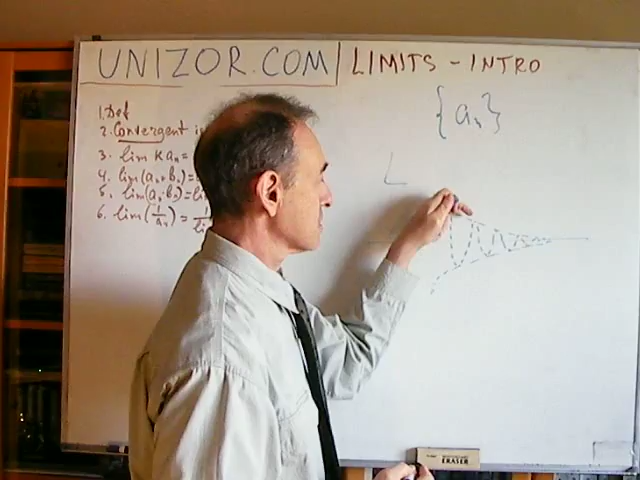 UNIZOR.COM LIMITS - INTRO
{aₙ}
1. Def
2. Convergent
3. lim K aₙ =
4. lim(aₙ+bₙ)=
5. lim(aₙ·bₙ)=
6. lim(1/aₙ) = 1/
L
ERASER